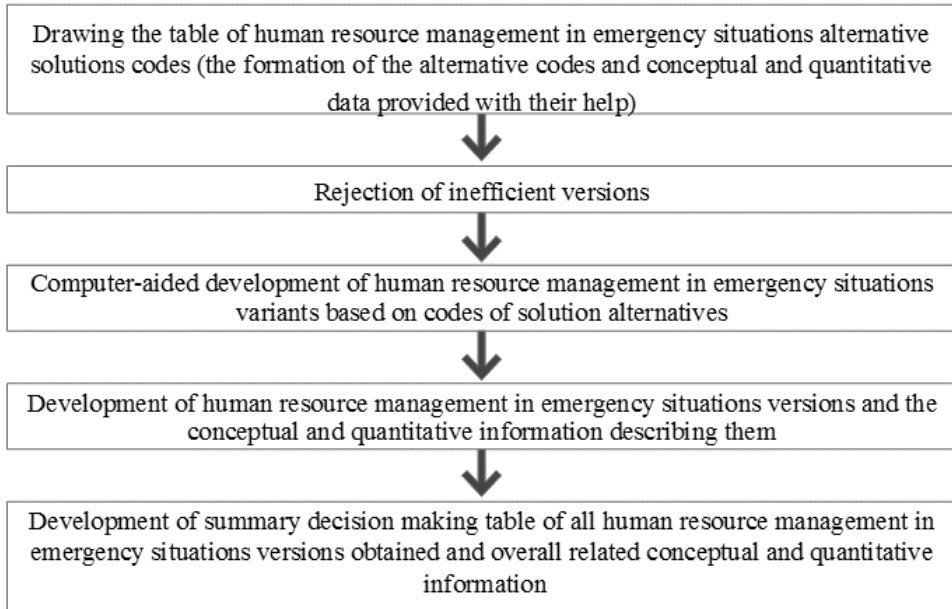 Drawing the table of human resource management in emergency situations alternative
solutions codes (the formation of the alternative codes and conceptual and quantitative
data provided with their help)
Rejection of inefficient versions
Computer-aided development of human resource management in emergency situations
variants based on codes of solution alternatives
Development of human resource management in emergency situations versions and the
conceptual and quantitative information describing them
Development of summary decision making table of all human resource management in
emergency situations versions obtained and overall related conceptual and quantitative
information